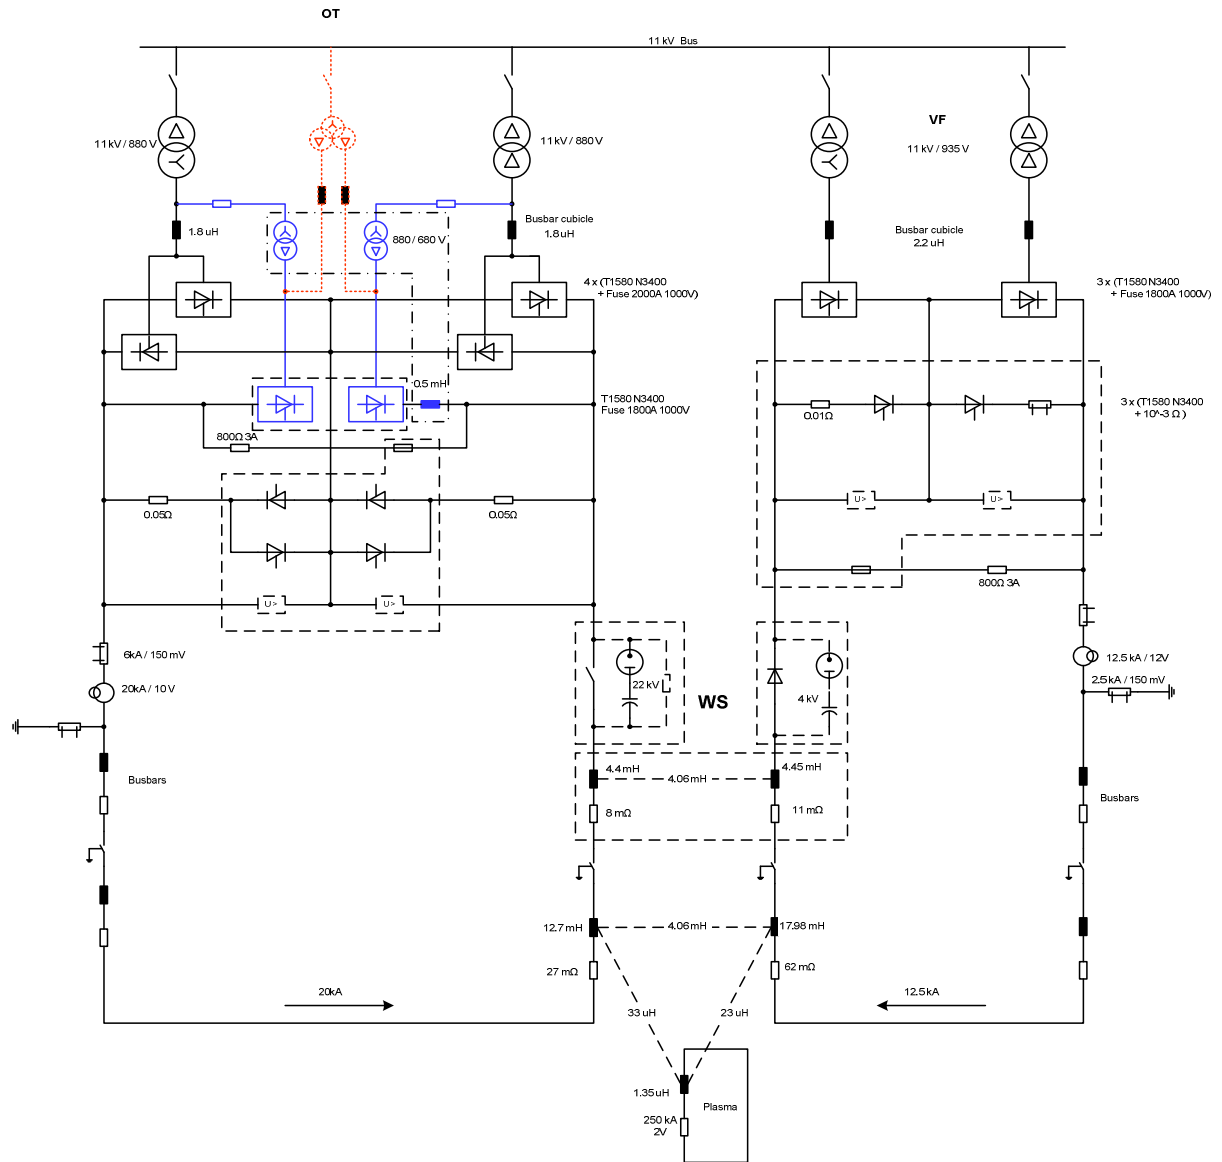 OT
11 kV Bus
11 kV / 880 V
11 kV / 880 V
VF
11 kV / 935 V
1.8 uH
880 / 680 V
Busbar cubicle
1.8 uH
Busbar cubicle
2.2 uH
4 x (T1580 N3400
+ Fuse 2000A 1000V)
3 x (T1580 N3400
+ Fuse 1800A 1000V)
0.5 mH
T1580 N3400
Fuse 1800A 1000V
0.01Ω
3 x (T1580 N3400
+ 10^-3 Ω )
800Ω 3A
0.05Ω
0.05Ω
U>
U>
800Ω 3A
U>
U>
6kA / 150 mV
20kA / 10 V
22 kV
WS
4 kV
12.5 kA / 12V
2.5 kA / 150 mV
Busbars
4.4 mH
4.06 mH
4.45 mH
8 mΩ
11 mΩ
Busbars
12.7 mH
4.06 mH
17.98 mH
27 mΩ
62 mΩ
20kA
12.5 kA
33 uH
23 uH
1.35 uH
Plasma
250 kA
2V